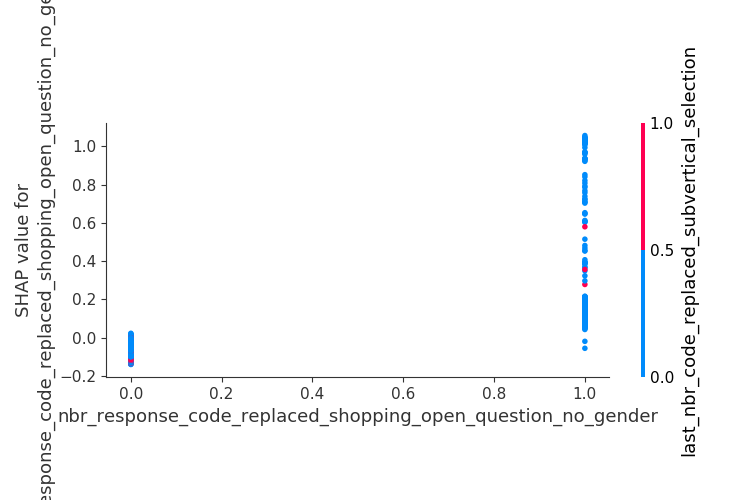 SHAP value for
esponse_code_replaced_shopping_open_question_no_ge
1.0
0.8
0.6
0.4
0.2
0.0
−0.2
0.0 0.2 0.4 0.6 0.8 1.0
nbr_response_code_replaced_shopping_open_question_no_gender
1.0
0.5
0.0
last_nbr_code_replaced_subvertical_selection